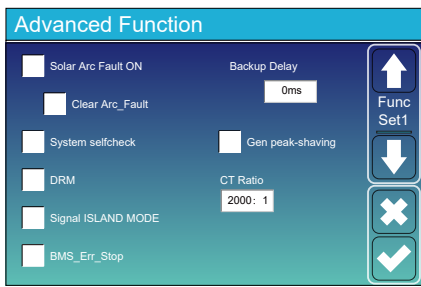 Advanced Function
Solar Arc Fault ON
Backup Delay
0ms
Clear Arc_Fault
Func
Set1
System selfcheck
Gen peak-shaving
DRM
CT Ratio
2000: 1
Signal ISLAND MODE
BMS_Err_Stop